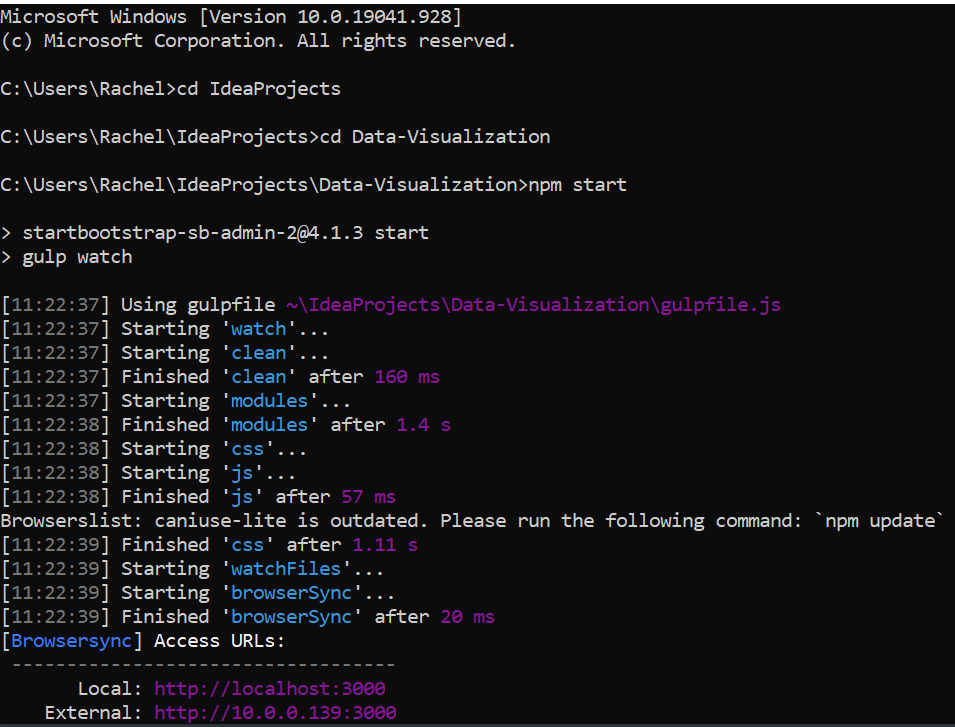 Microsoft Windows [Version 10.0.19041.928]
(c) Microsoft Corporation. All rights reserved.
C:\Users\Rachel>cd IdeaProjects
C:\Users\Rachel\IdeaProjects>cd Data-Visualization
C:\Users\Rachel\IdeaProjects\Data-Visualization>npm start
> startbootstrap-sb-admin-2@4.1.3 start
> gulp watch
[11:22:37] Using gulpfile ~\IdeaProjects\Data-Visualization\gulpfile.js
[11:22:37] Starting 'watch'...
[11:22:37] Starting 'clean'...
[11:22:37] Finished 'clean' after 160 ms
[11:22:37] Starting 'modules'...
[11:22:38] Finished 'modules' after 1.4 s
[11:22:38] Starting 'css'...
[11:22:38] Starting 'js'...
[11:22:38] Finished 'js' after 57 ms
Browserslist: caniuse-lite is outdated. Please run the following command: `npm update`
[11:22:39] Finished 'css' after 1.11 s
[11:22:39] Starting 'watchFiles'...
[11:22:39] Starting 'browserSync'...
[11:22:39] Finished 'browserSync' after 20 ms
[Browsersync] Access URLs:
-----------------------------------
Local: http://localhost:3000
External: http://10.0.0.139:3000